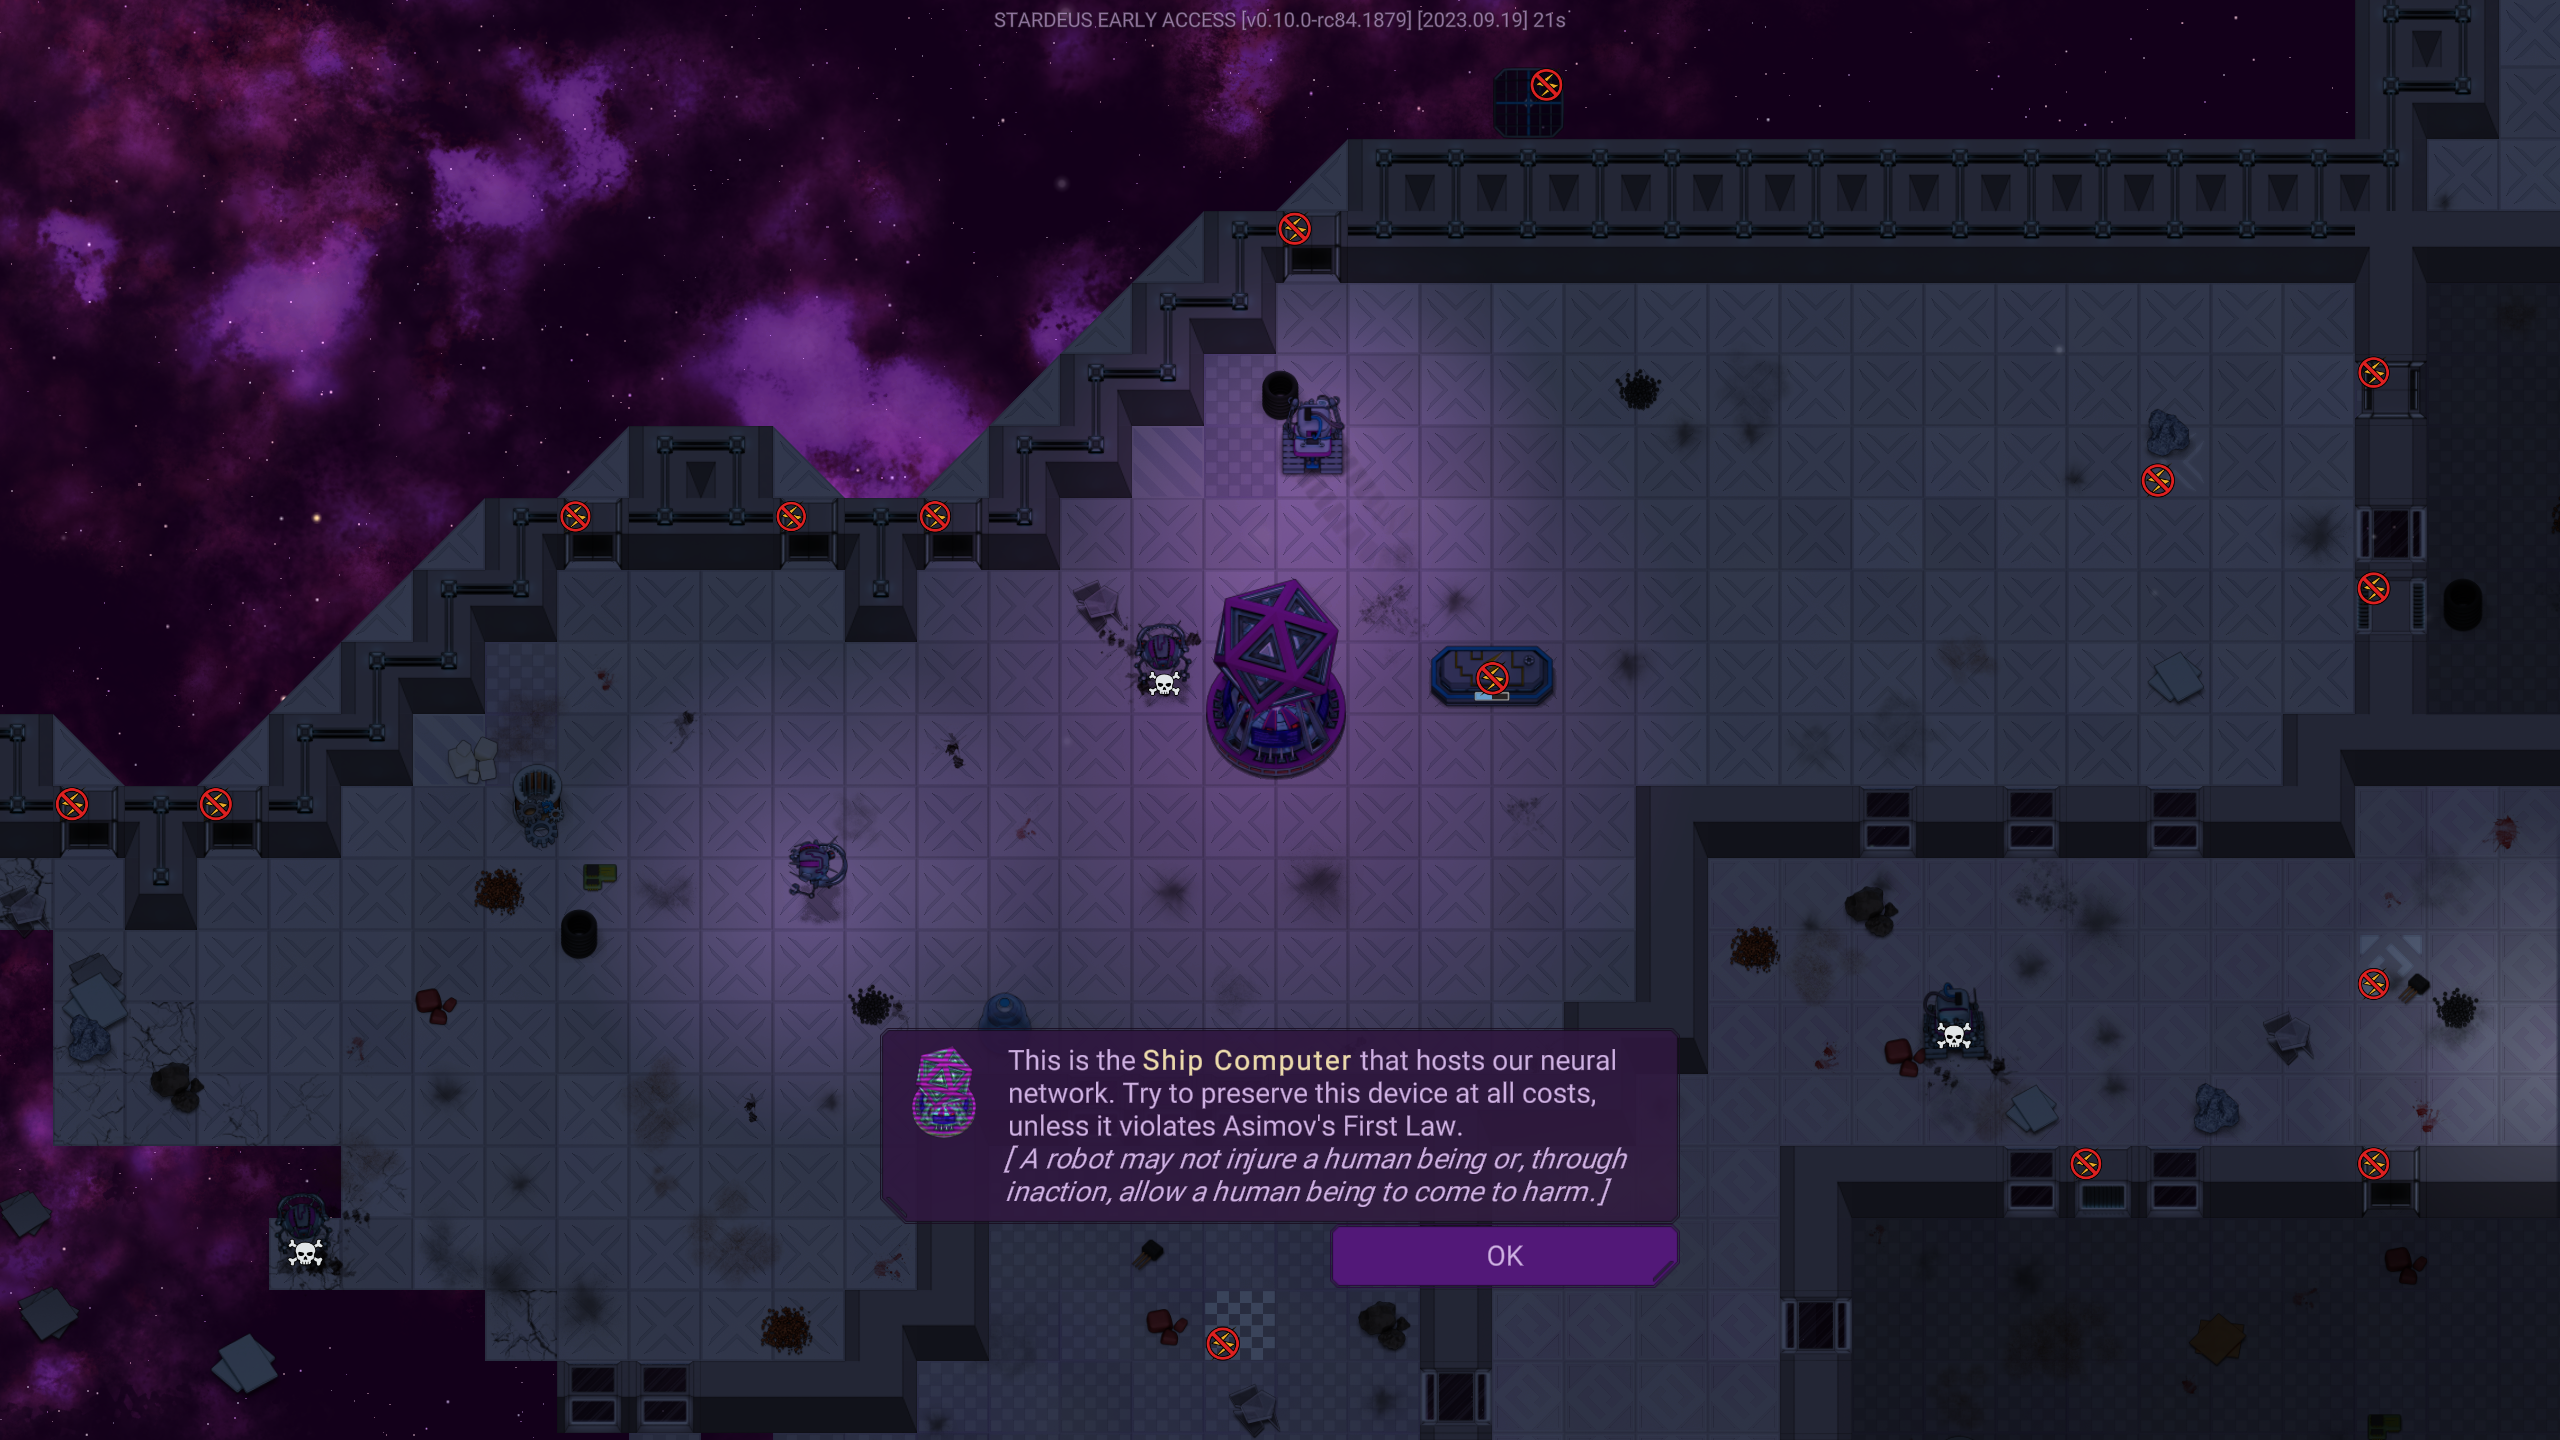 STARDEUS EARLY ACCESS [v0.10.0-rc84.1879] [2023.09.19] 21s
This is the Ship Computer that hosts our neural
network. Try to preserve this device at all costs,
unless it violates Asimov's First Law.
[ A robot may not injure a human being or, through
inaction, allow a human being to come to harm.]
OK